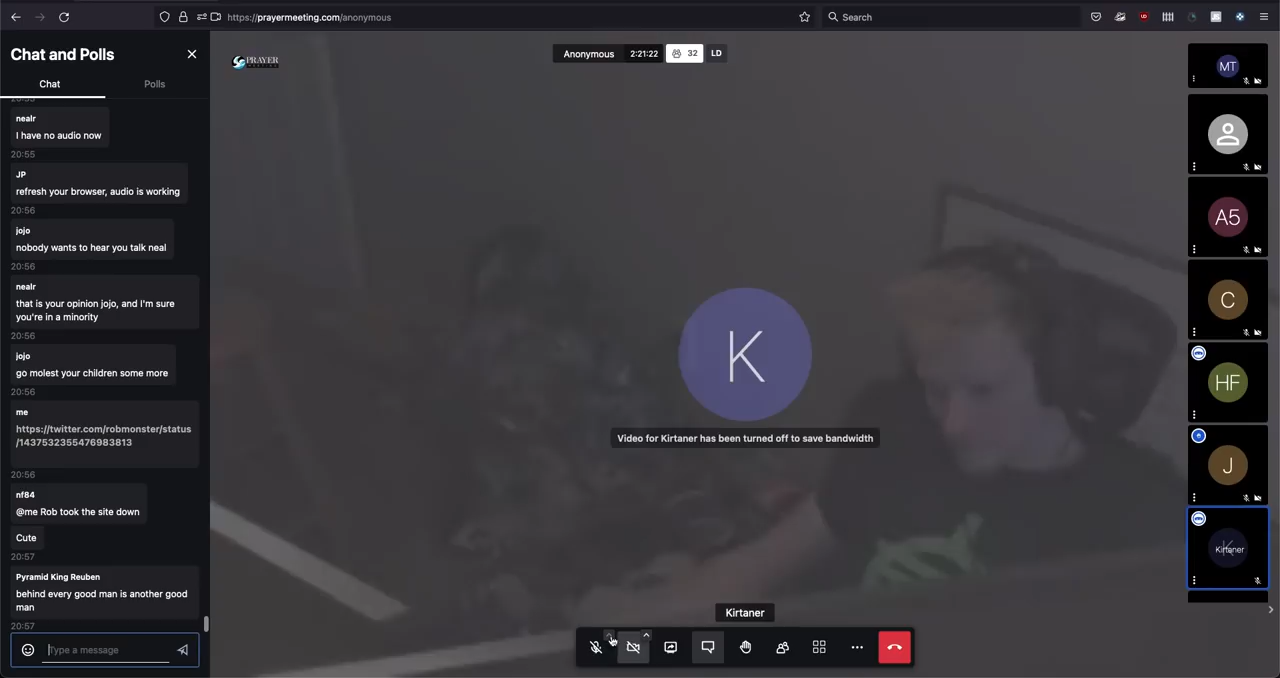 https://prayermeeting.com/anonymous
Search
Chat and Polls
Chat
Polls
20:55
nealr
I have no audio now
20:55
JP
refresh your browser, audio is working
20:56
jojo
nobody wants to hear you talk neal
20:56
nealr
that is your opinion jojo, and I'm sure
you're in a minority
20:56
jojo
go molest your children some more
20:56
me
https://twitter.com/robmonster/status
/1437532355476983813
20:56
nf84
@me Rob took the site down
Cute
20:57
Pyramid King Reuben
behind every good man is another good
man
20:57
Type a message
PRAYER
MEETING
Anonymous
2:21:22
32
LD
K
Video for Kirtaner has been turned off to save bandwidth
Kirtaner
MT
A5
C
HF
J
Kirtaner